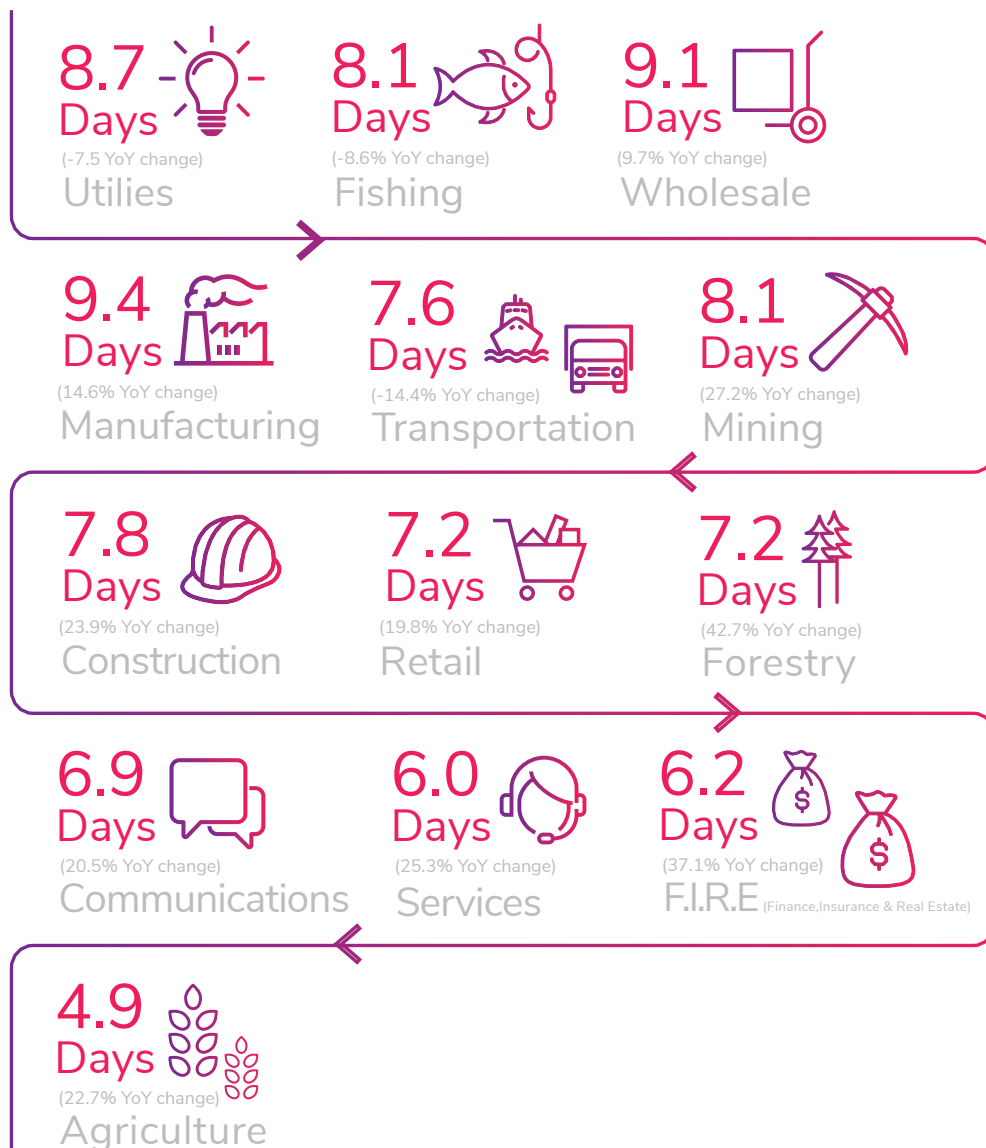 8.7
Days
(-7.5 YoY change)
Utilies
8.1
Days
(-8.6% YoY change)
Fishing
9.1
Days
(9.7% YoY change)
Wholesale
9.4
Days
(14.6% YoY change)
Manufacturing
7.6
Days
(-14.4% YoY change)
Transportation
8.1
Days
(27.2% YoY change)
Mining
7.8
Days
(23.9% YoY change)
Construction
7.2
Days
(19.8% YoY change)
Retail
7.2
Days
(42.7% YoY change)
Forestry
6.9
Days
(20.5% YoY change)
Communications
6.0
Days
(25.3% YoY change)
Services
6.2
Days
(37.1% YoY change)
F.I.R.E (Finance,Insurance & Real Estate)
$
$
4.9
Days
(22.7% YoY change)
Agriculture